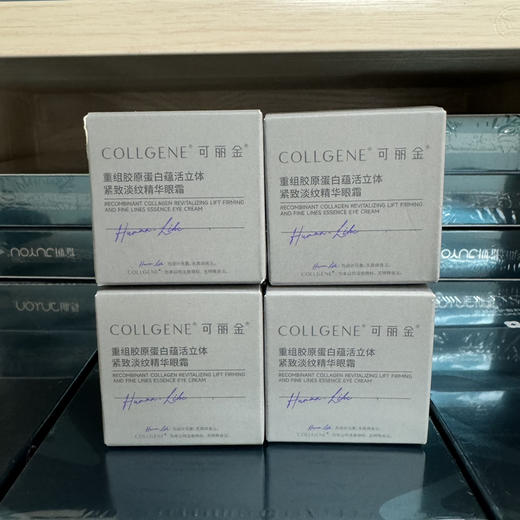 COLLGENE® 可丽金®
重组胶原蛋白蕴活立体
紧致淡纹精华眼霜
RECOMBINANT COLLAGEN REVITALIZING LIFT FIRMING
AND FINE LINES ESSENCE EYE CREAM
Human-Like
COLLGENE® 可丽金®
重组胶原蛋白蕴活立体
紧致淡纹精华眼霜
RECOMBINANT COLLAGEN REVITALIZING LIFT FIRMING
AND FINE LINES ESSENCE EYE CREAM
Human-Like
COLLGENE® 可丽金®
重组胶原蛋白蕴活立体
紧致淡纹精华眼霜
RECOMBINANT COLLAGEN REVITALIZING LIFT FIRMING
AND FINE LINES ESSENCE EYE CREAM
Human-Like
COLLGENE® 可丽金®
重组胶原蛋白蕴活立体
紧致淡纹精华眼霜
RECOMBINANT COLLAGEN REVITALIZING LIFT FIRMING
AND FINE LINES ESSENCE EYE CREAM
Human-Like